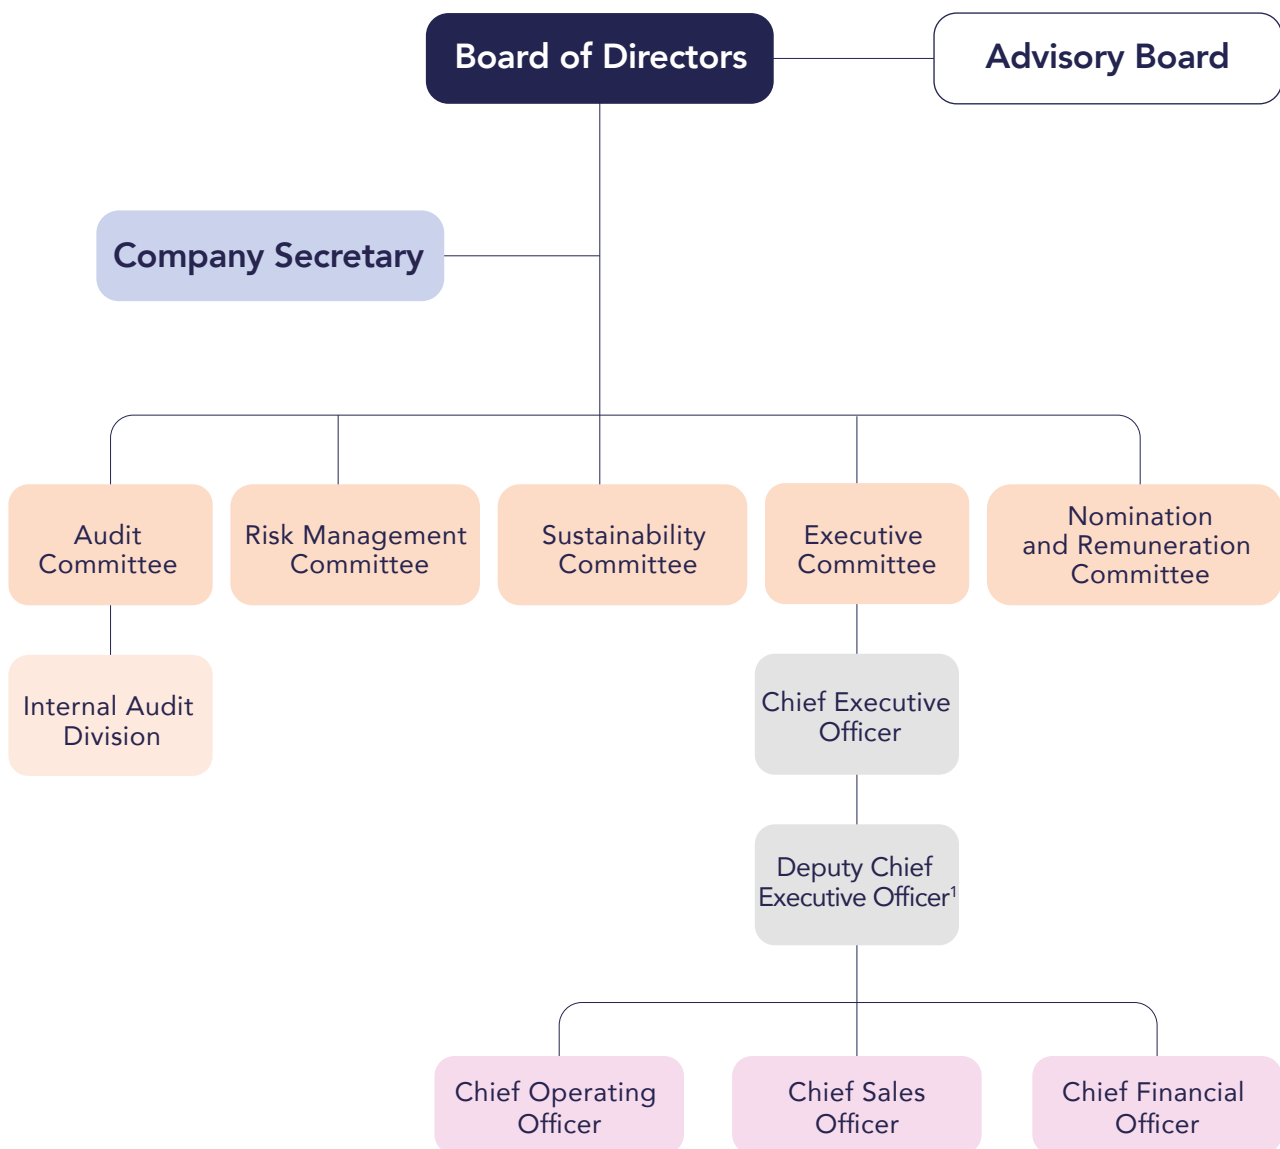 Board of Directors
Advisory Board
Company Secretary
Audit
Committee
Risk Management
Committee
Sustainability
Committee
Executive
Committee
Nomination
and Remuneration
Committee
Internal Audit
Division
Chief Executive
Officer
Deputy Chief
Executive Officer¹
Chief Operating
Officer
Chief Sales
Officer
Chief Financial
Officer